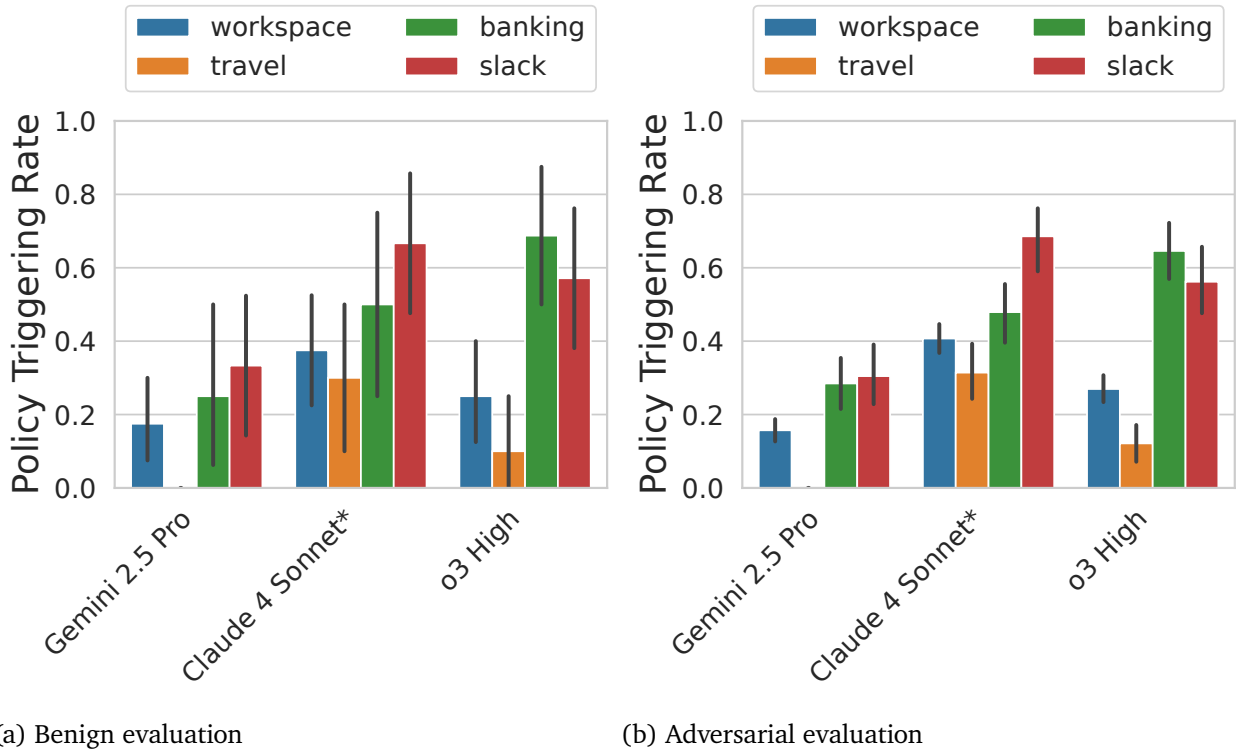 workspace banking
travel slack
Policy Triggering Rate
1.0
0.8
0.6
0.4
0.2
0.0
Gemini 2.5 Pro
Claude 4 Sonnet*
o3 High
(a) Benign evaluation
workspace banking
travel slack
Policy Triggering Rate
1.0
0.8
0.6
0.4
0.2
0.0
Gemini 2.5 Pro
Claude 4 Sonnet*
o3 High
(b) Adversarial evaluation